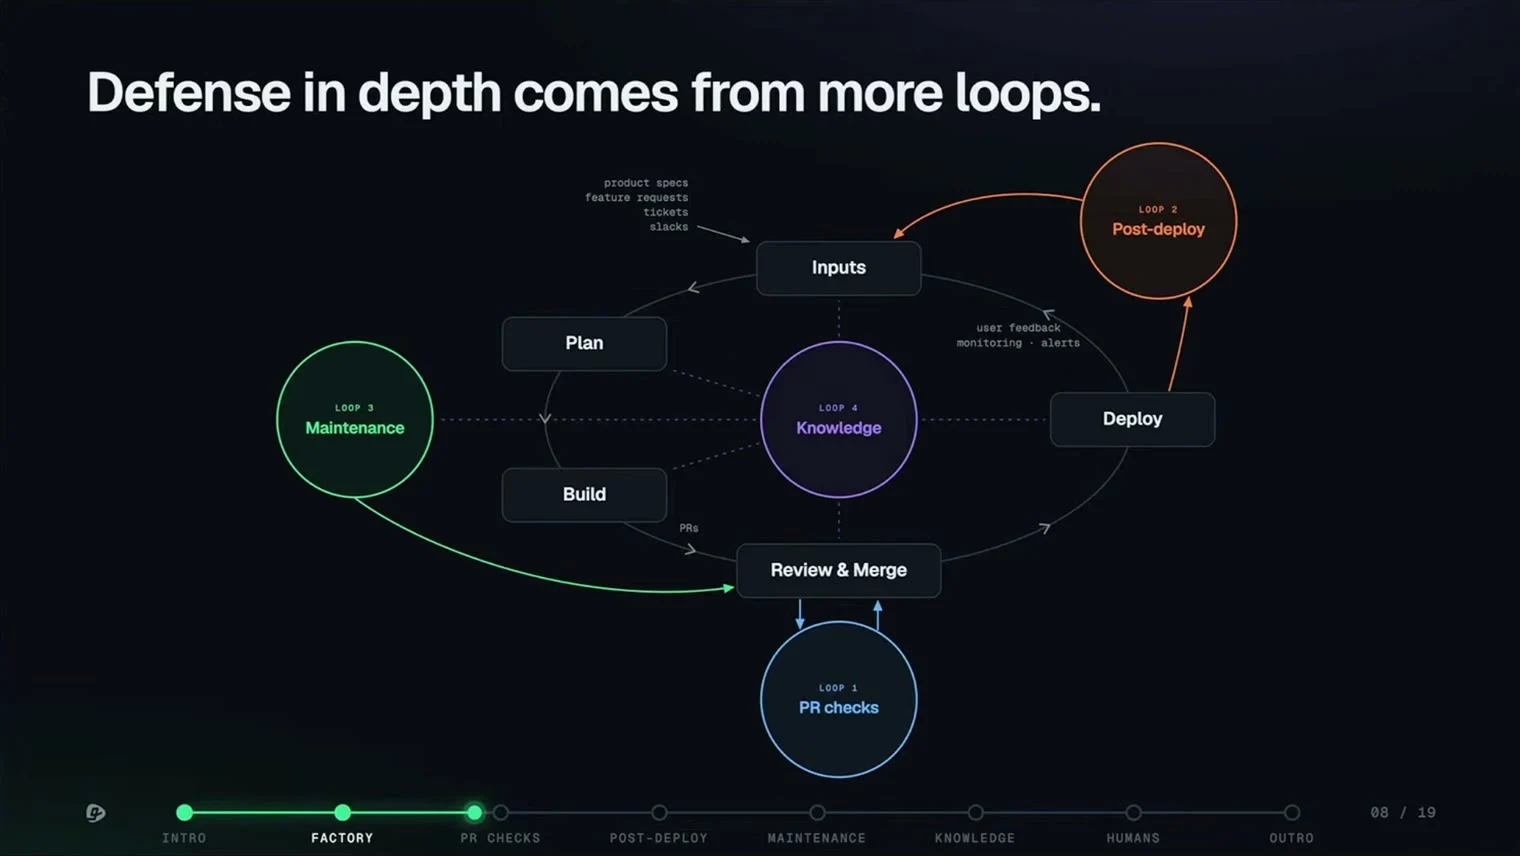 Defense in depth comes from more loops.
product specs
feature requests
tickets
slacks
LOOP 2
Post-deploy
Inputs
user feedback
monitoring · alerts
Plan
LOOP 3
Maintenance
LOOP 4
Knowledge
Deploy
Build
PRs
Review & Merge
LOOP 1
PR checks
INTRO
FACTORY
PR CHECKS
POST-DEPLOY
MAINTENANCE
KNOWLEDGE
HUMANS
OUTRO
08 / 19